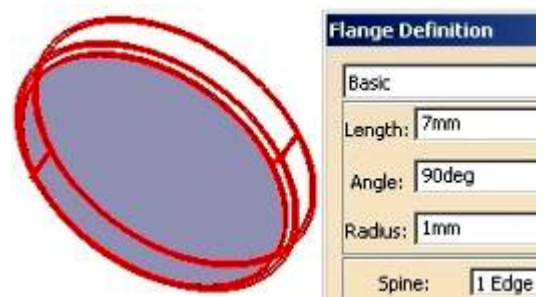 Flange Definition
Basic
Length: 7mm
Angle: 90deg
Radius: 1mm
Spine: 1 Edge